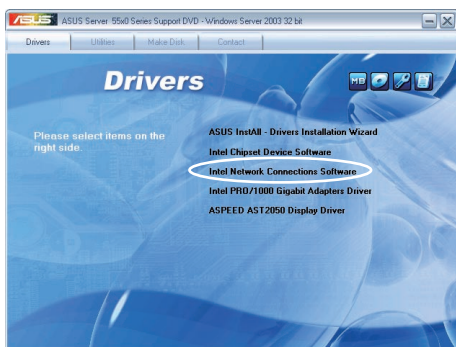 ASUS ASUS Server 55x0 Series Support DVD - Windows Server 2003 32 bit
Drivers Utilities Make Disk Contact
Drivers
MB
Please select items on the
right side.
ASUS InstAll - Drivers Installation Wizard
Intel Chipset Device Software
Intel Network Connections Software
Intel PRO/1000 Gigabit Adapters Driver
ASPEED AST2050 Display Driver